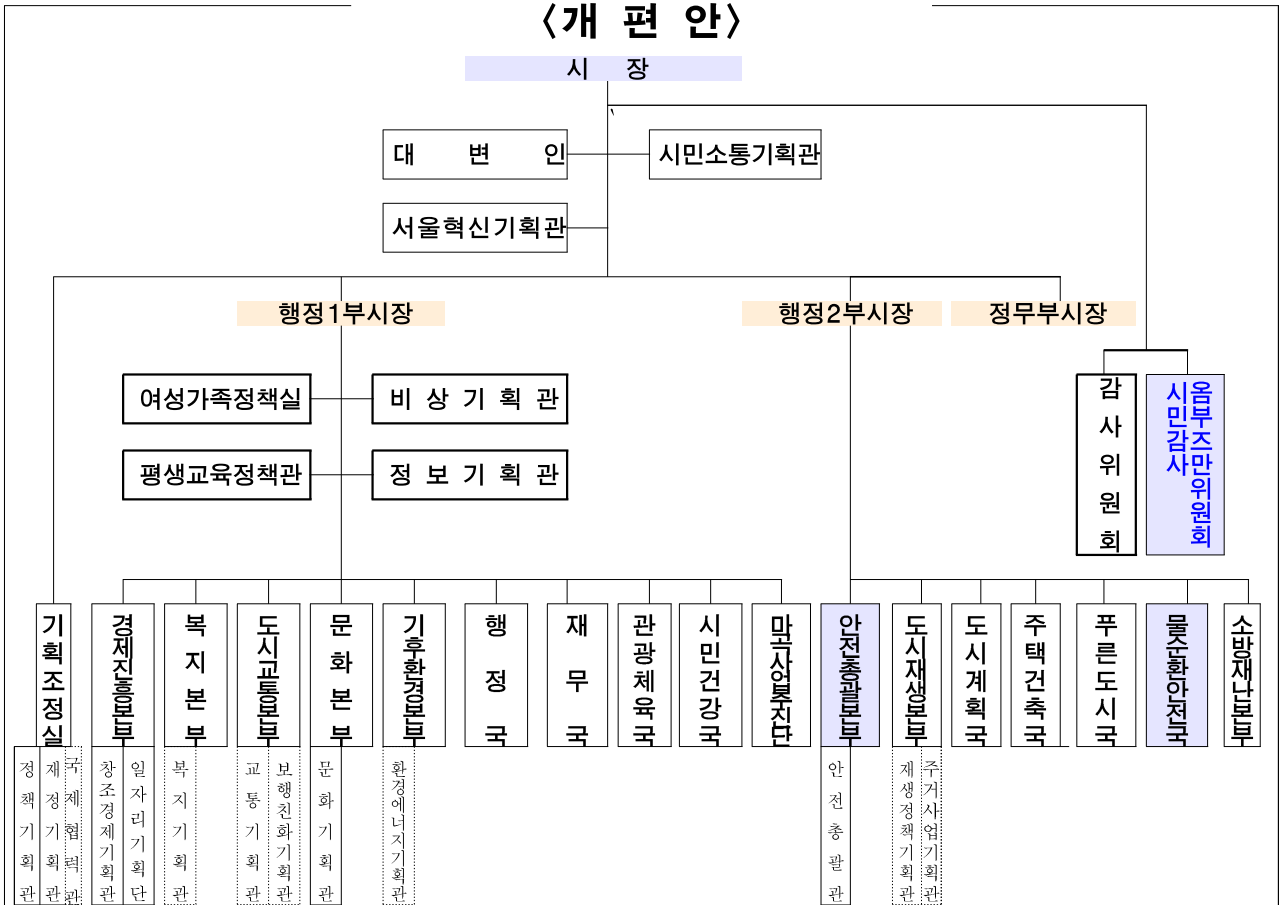 〈개 편 안〉
시 장
대 변 인
시민소통기획관
서울혁신기획관
행정1부시장
행정2부시장
정무부시장
여성가족정책실
비 상 기 획 관
평생교육정책관
정 보 기 획 관
감사위원회
시민감사
옴부즈만위원회
기획조정실
경제진흥본부
복지본부
도시교통본부
문화본부
기후환경본부
행정국
재무국
관광체육국
시민건강국
마곡사업추진단
안전총괄본부
도시재생본부
도시계획국
주택건축국
푸른도시국
물순환안전국
소방재난본부
정책기획관
재정기획관
국제협력관
창조경제기획관
일자리기획단
복지기획관
교통기획관
보행친화기획관
문화기획관
환경에너지기획관
안전총괄관
재생정책기획관
주거사업기획관